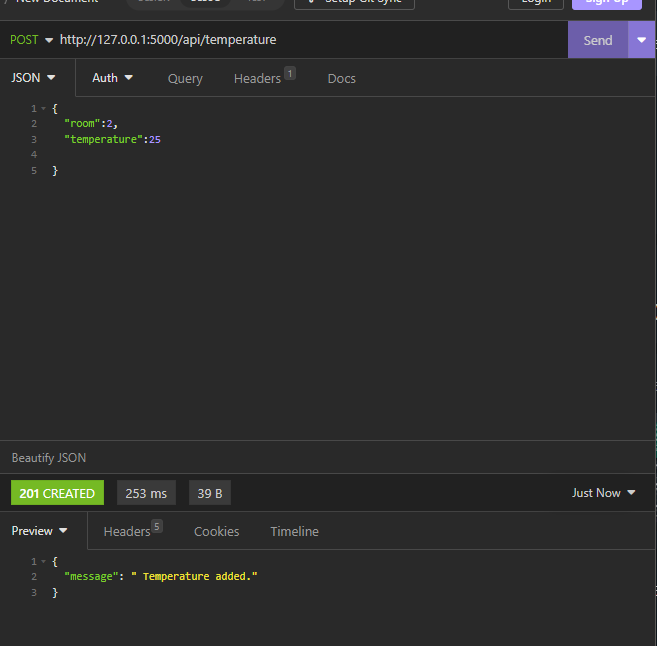 New Document
DEBUG
Setup Git Sync
Login
Sign Up
POST http://127.0.0.1:5000/api/temperature
Send
JSON Auth Query Headers 1 Docs
1 {
2 "room":2,
3 "temperature":25
4
5 }
Beautify JSON
201 CREATED 253 ms 39 B Just Now
Preview Headers 5 Cookies Timeline
1 {
2 "message": " Temperature added."
3 }